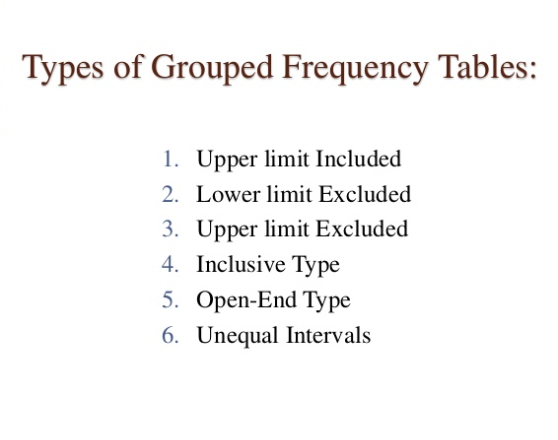 Types of Grouped Frequency Tables:
1. Upper limit Included
2. Lower limit Excluded
3. Upper limit Excluded
4. Inclusive Type
5. Open-End Type
6. Unequal Intervals